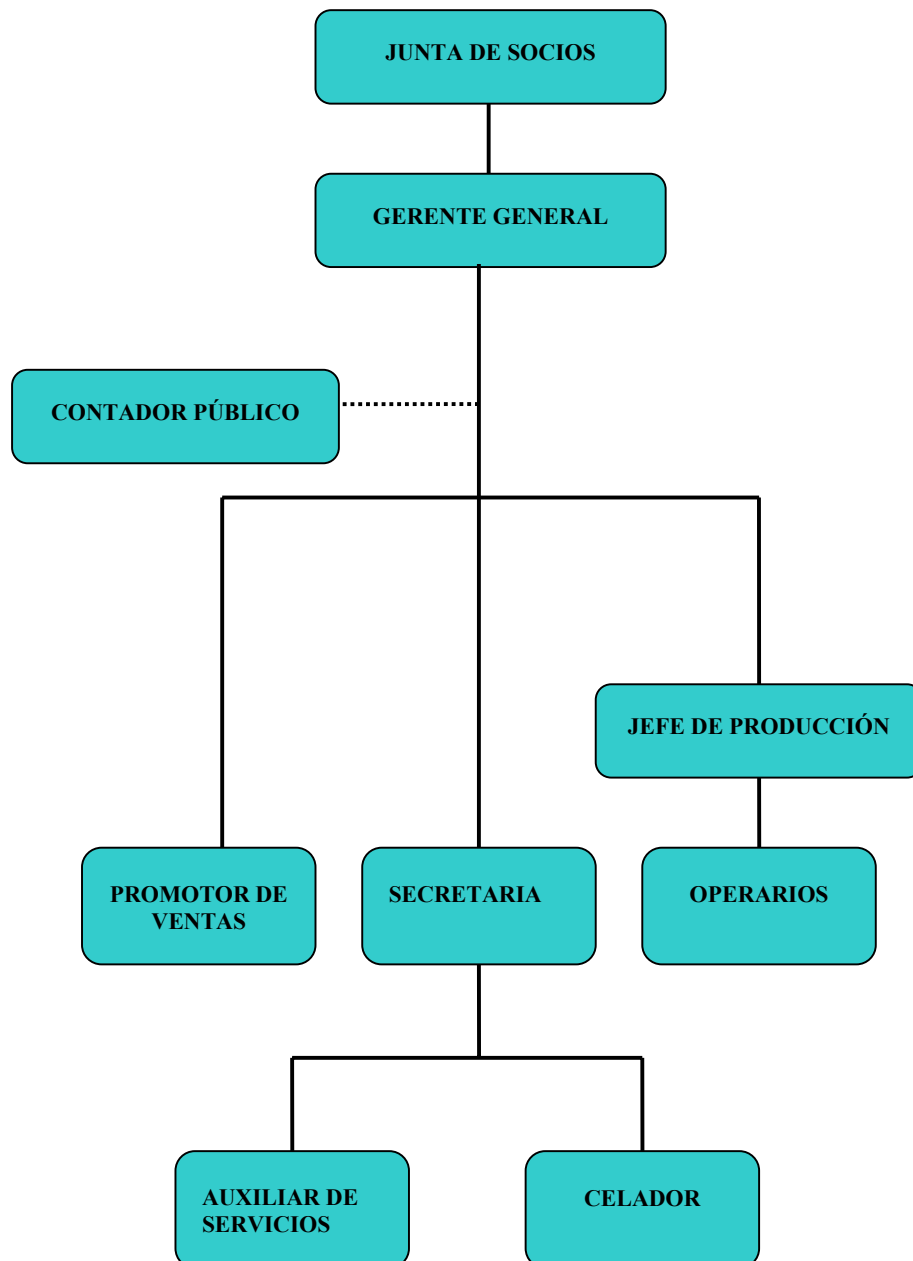 JUNTA DE SOCIOS
GERENTE GENERAL
CONTADOR PÚBLICO
JEFE DE PRODUCCIÓN
PROMOTOR DE
VENTAS
SECRETARIA
OPERARIOS
AUXILIAR DE
SERVICIOS
CELADOR